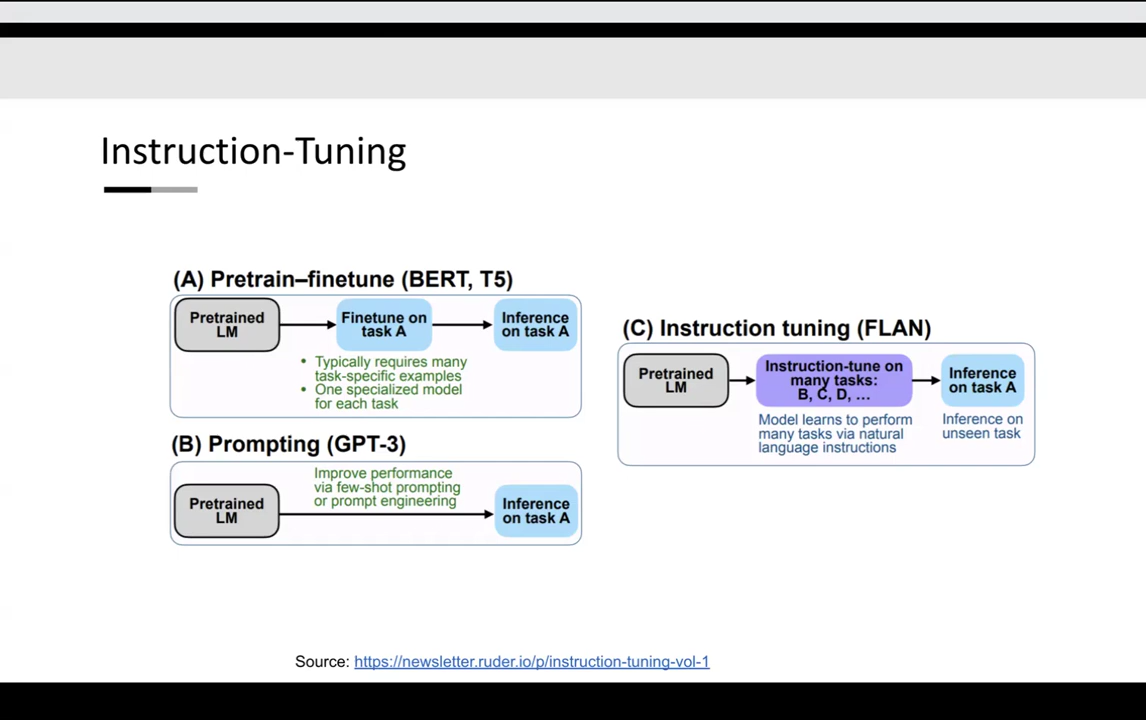 Instruction-Tuning
(A) Pretrain–finetune (BERT, T5)
Pretrained
LM
Finetune on
task A
Inference
on task A
• Typically requires many
task-specific examples
• One specialized model
for each task
(B) Prompting (GPT-3)
Improve performance
via few-shot prompting
or prompt engineering
Pretrained
LM
Inference
on task A
(C) Instruction tuning (FLAN)
Pretrained
LM
Instruction-tune on
many tasks:
B, C, D, ...
Inference
on task A
Model learns to perform
many tasks via natural
language instructions
Inference on
unseen task
Source: https://newsletter.ruder.io/p/instruction-tuning-vol-1